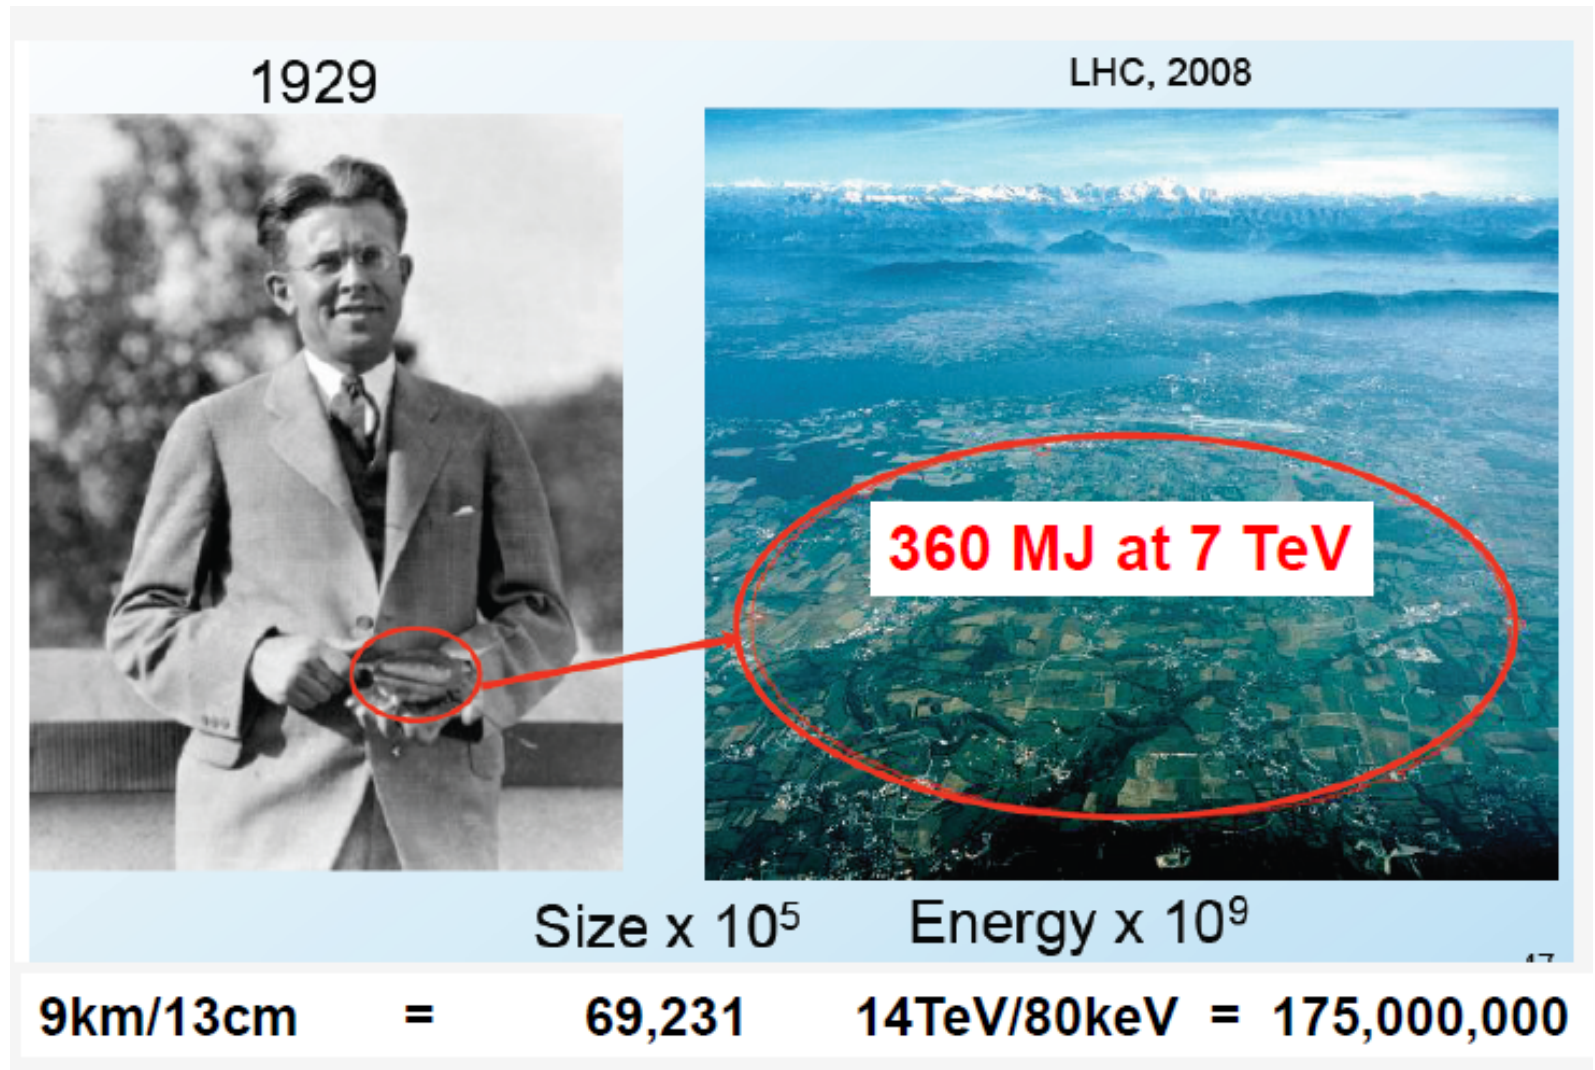 1929
LHC, 2008
360 MJ at 7 TeV
Size x 10⁵ Energy x 10⁹
9km/13cm = 69,231 14TeV/80keV = 175,000,000